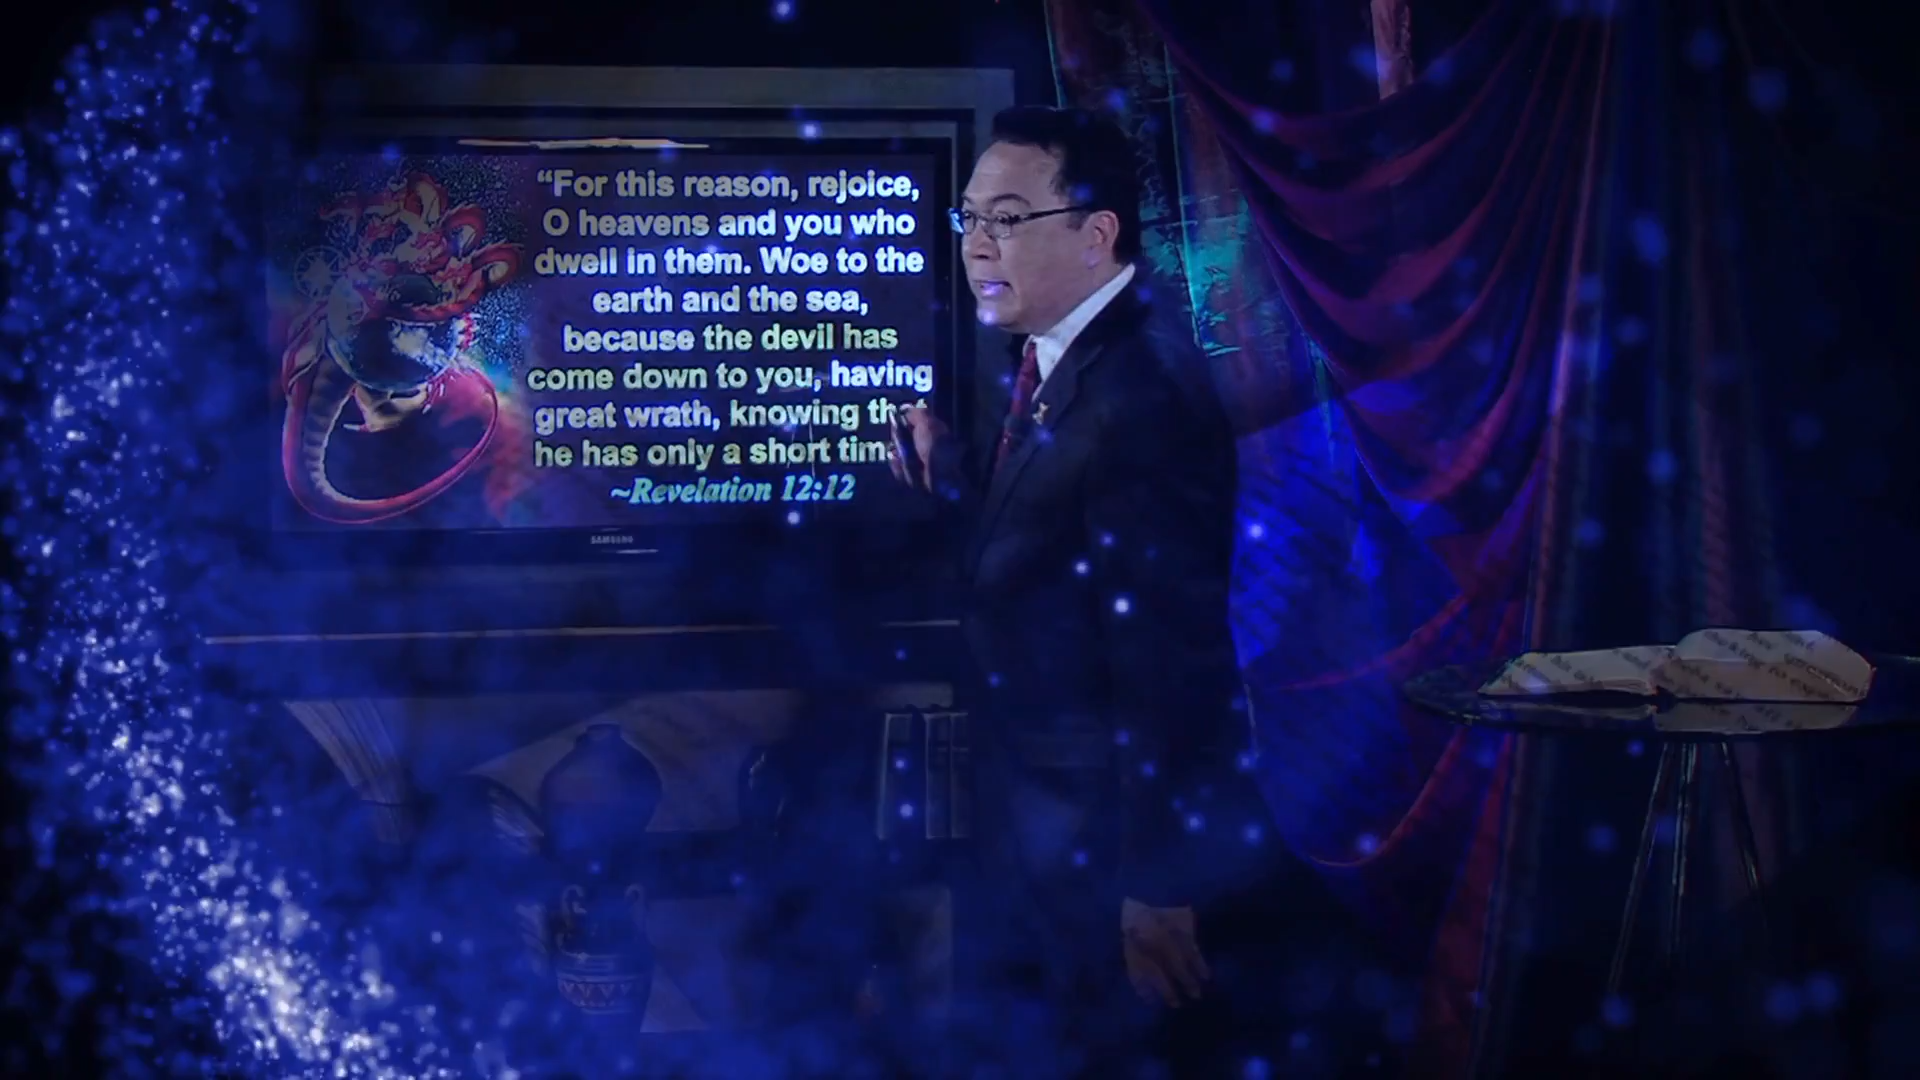 “For this reason, rejoice,
O heavens and you who
dwell in them. Woe to the
earth and the sea,
because the devil has
come down to you, having
great wrath, knowing that
he has only a short time
~Revelation 12:12
SAMSUNG